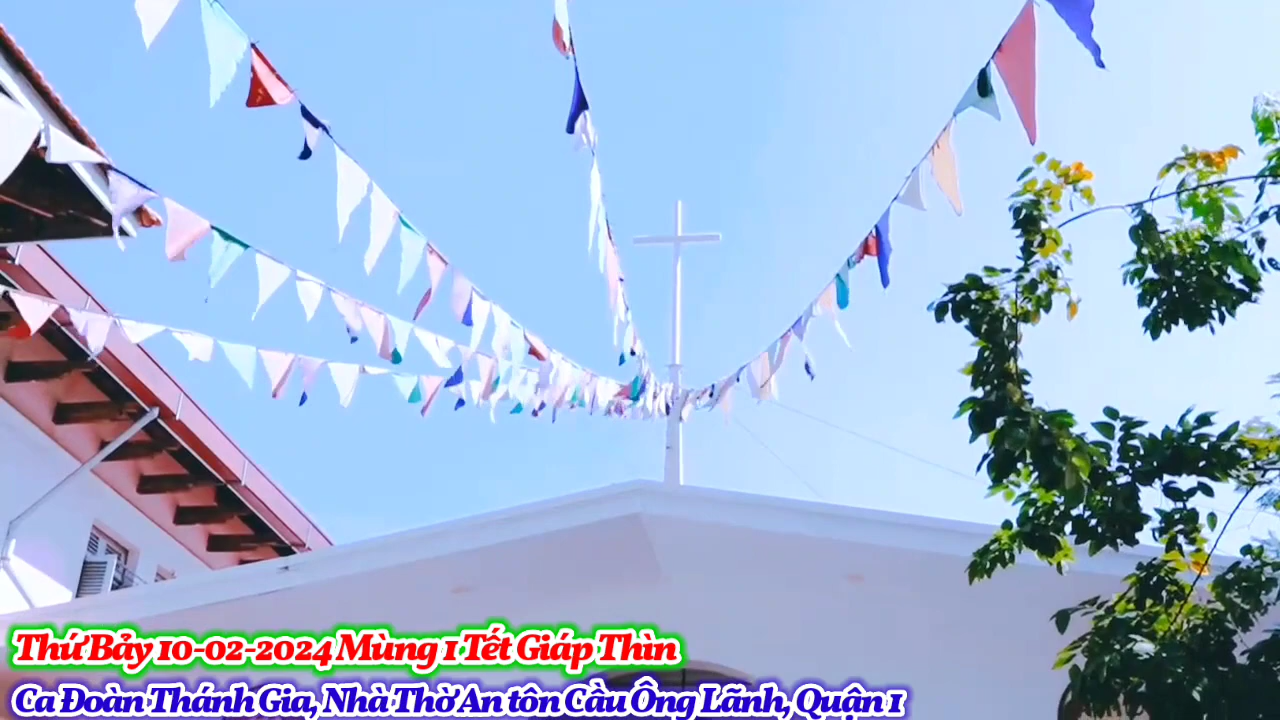 Thứ Bảy 10-02-2024 Mùng 1 Tết Giáp Thìn
Ca Đoàn Thánh Gia, Nhà Thờ An tôn Cầu Ông Lãnh, Quận 1